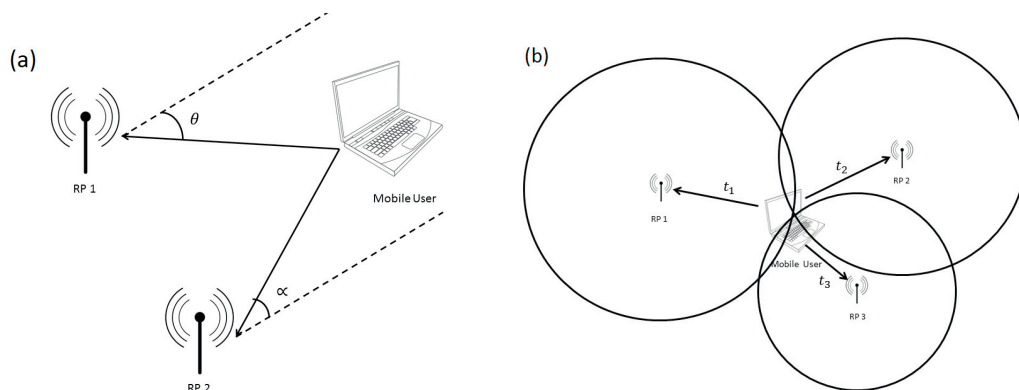 (a)
θ
RP 1
Mobile User
∝
RP 2
(b)
t₁
RP 1
t₂
RP 2
Mobile User
t₃
RP 3